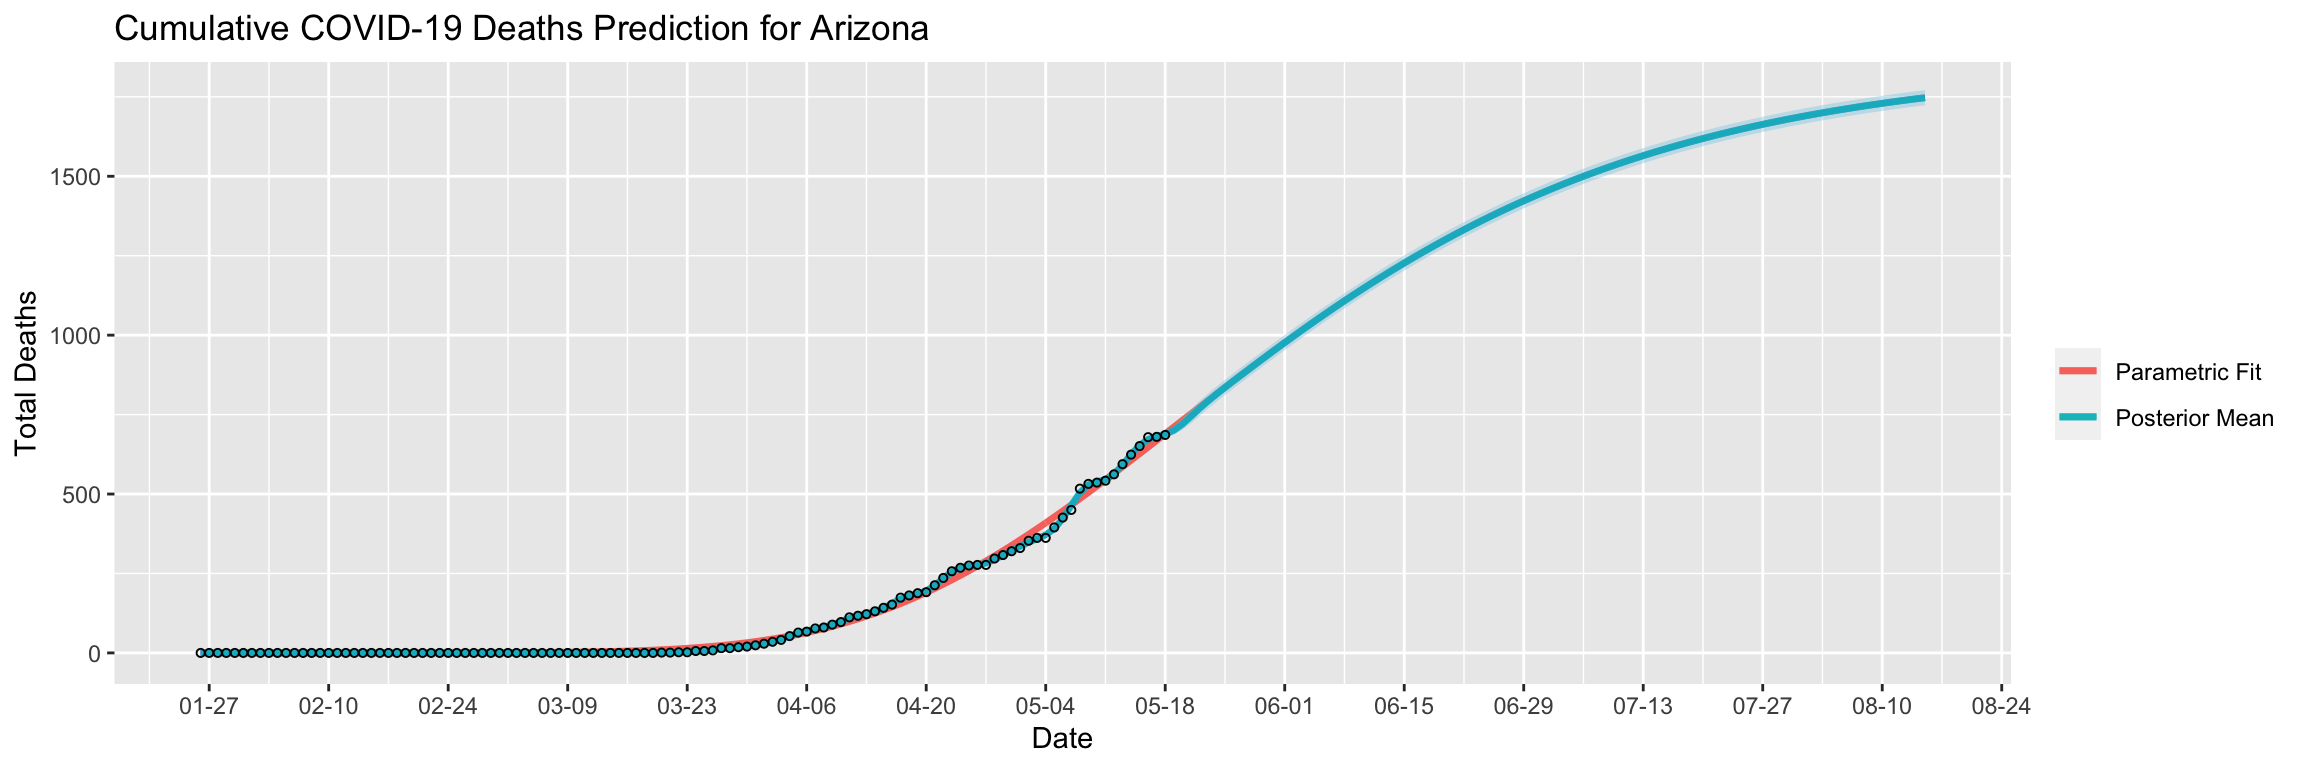 Cumulative COVID-19 Deaths Prediction for Arizona
Total Deaths
1500
1000
500
0
01-27 02-10 02-24 03-09 03-23 04-06 04-20 05-04 05-18 06-01 06-15 06-29 07-13 07-27 08-10 08-24
Date
Parametric Fit
Posterior Mean